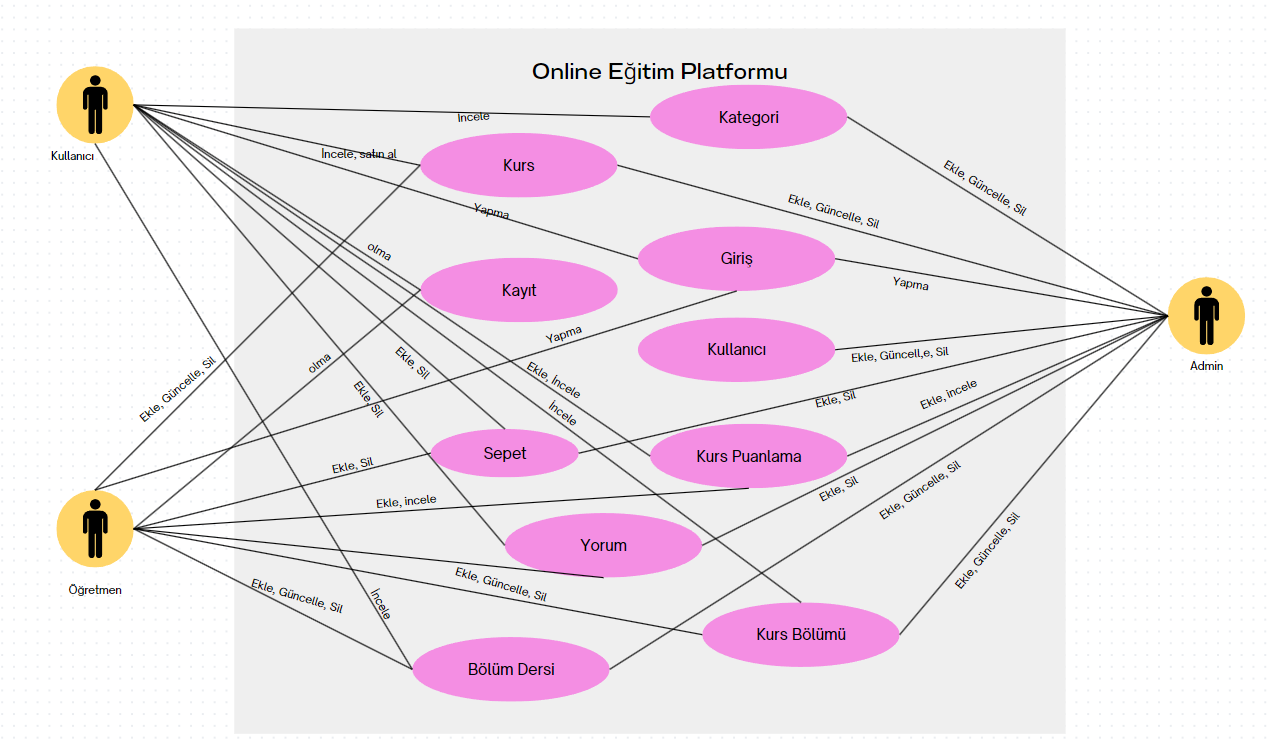 Online Eğitim Platformu
Kullanıcı
İncele
Kategori
İncele, satın al
Kurs
Ekle, Güncelle, Sil
Ekle, Güncelle, Sil
Yapma
olma
Giriş
Yapma
Kayıt
Yapma
Kullanıcı
Ekle, Güncell,e, Sil
Admin
Ekle, Güncelle, Sil
olma
Ekle, Sil
Ekle, Sil
Ekle, İncele
İncele
Ekle, Sil
Ekle, incele
Sepet
Kurs Puanlama
Ekle, Sil
Ekle, incele
Ekle, Sil
Ekle, Güncelle, Sil
Yorum
Öğretmen
Ekle, Güncelle, Sil
Ekle, Güncelle, Sil
İncele
Ekle, Güncelle, Sil
Kurs Bölümü
Bölüm Dersi